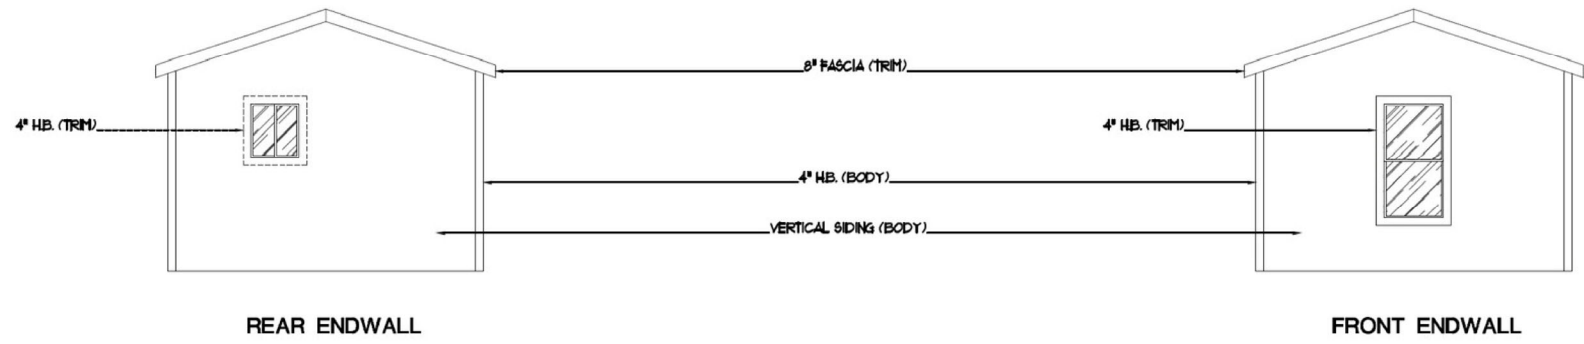 8" FASCIA (TRIM)
4" H.B. (TRIM)
4" H.B. (TRIM)
4" H.B. (BODY)
VERTICAL SIDING (BODY)
REAR ENDWALL
FRONT ENDWALL